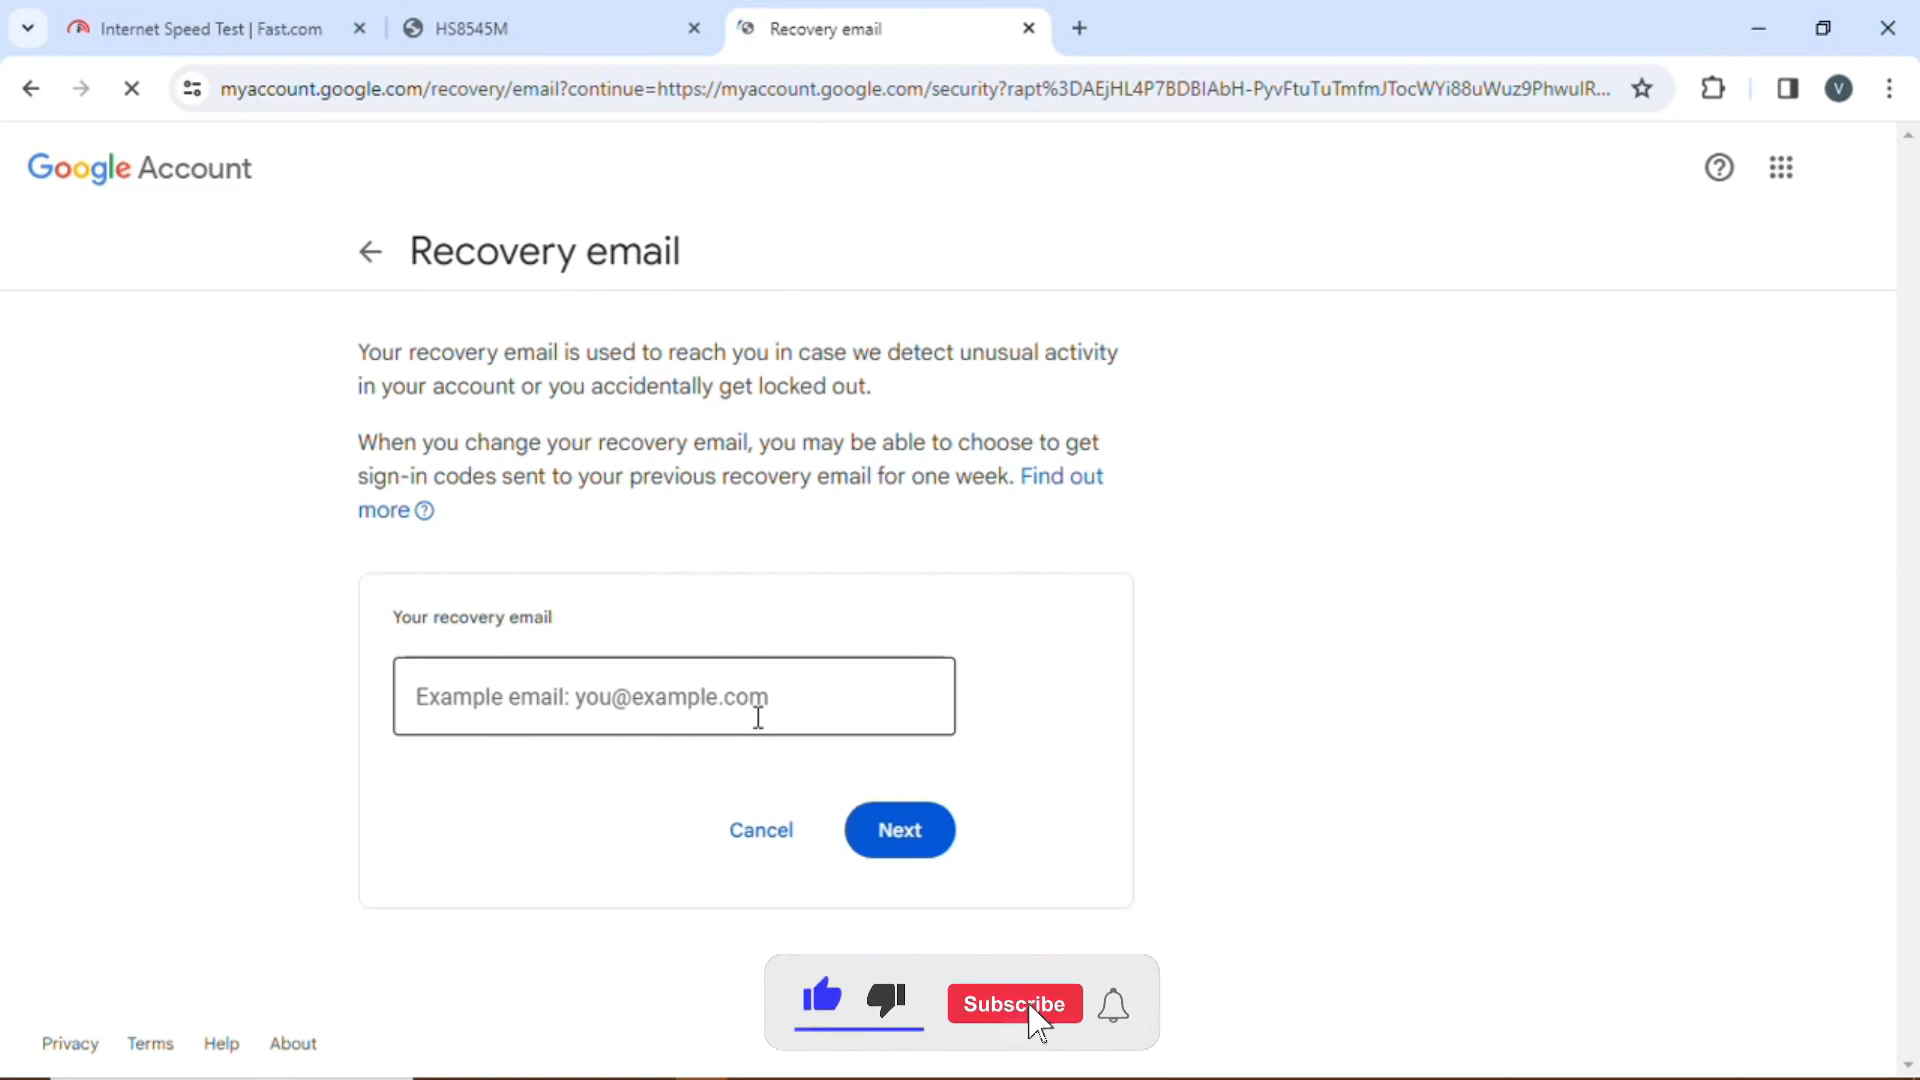 Internet Speed Test | Fast.com
HS8545M
Recovery email
myaccount.google.com/recovery/email?continue=https://myaccount.google.com/security?rapt%3DAEjHL4P7BDBIAbH-PyvFtuTuTmfmJTocWYi88uWuz9PhwulR...
V
Google Account
Recovery email
Your recovery email is used to reach you in case we detect unusual activity
in your account or you accidentally get locked out.
When you change your recovery email, you may be able to choose to get
sign-in codes sent to your previous recovery email for one week. Find out
more
Your recovery email
Example email: you@example.com
Cancel
Next
Subscribe
Privacy
Terms
Help
About